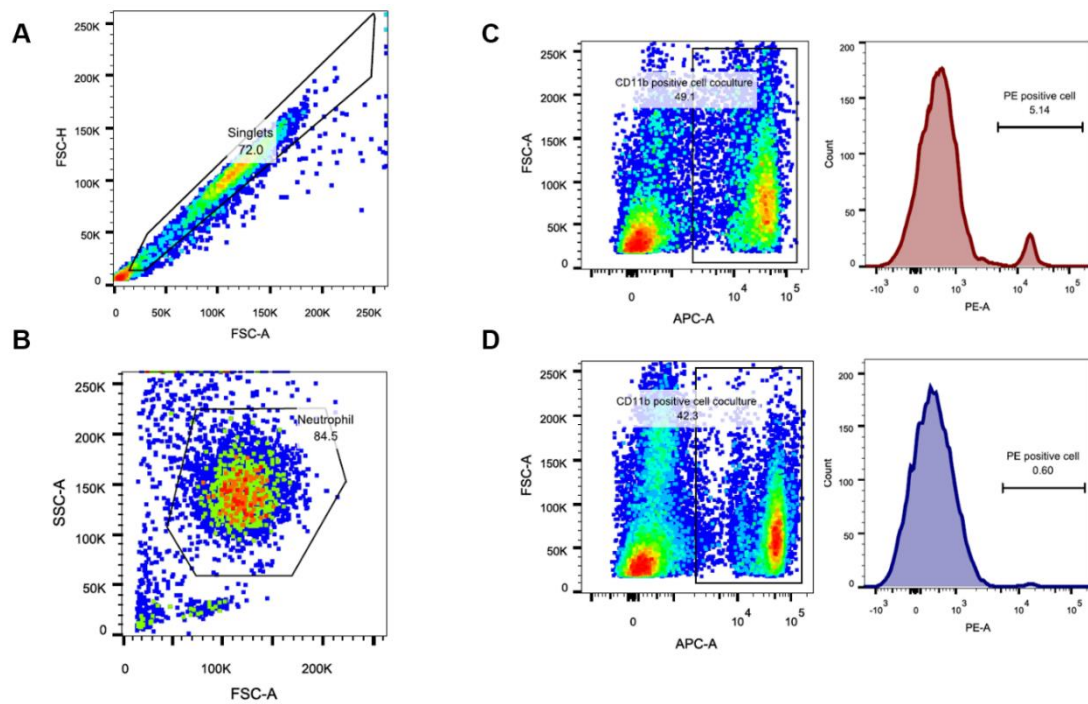 A
250K
200K
150K
100K
50K
0
FSC-H
Singlets
72.0
0 50K 100K 150K 200K 250K
FSC-A
B
250K
200K
150K
100K
50K
0
SSC-A
Neutrophil
84.5
0 100K 200K
FSC-A
C
250K
200K
150K
100K
50K
0
FSC-A
CD11b positive cell coculture
49.1
0 10^4 10^5
APC-A
200
150
100
50
0
Count
PE positive cell
5.14
-10^3 0 10^3 10^4 10^5
PE-A
D
250K
200K
150K
100K
50K
0
FSC-A
CD11b positive cell coculture
42.3
0 10^4 10^5
APC-A
200
150
100
50
0
Count
PE positive cell
0.60
-10^3 0 10^3 10^4 10^5
PE-A